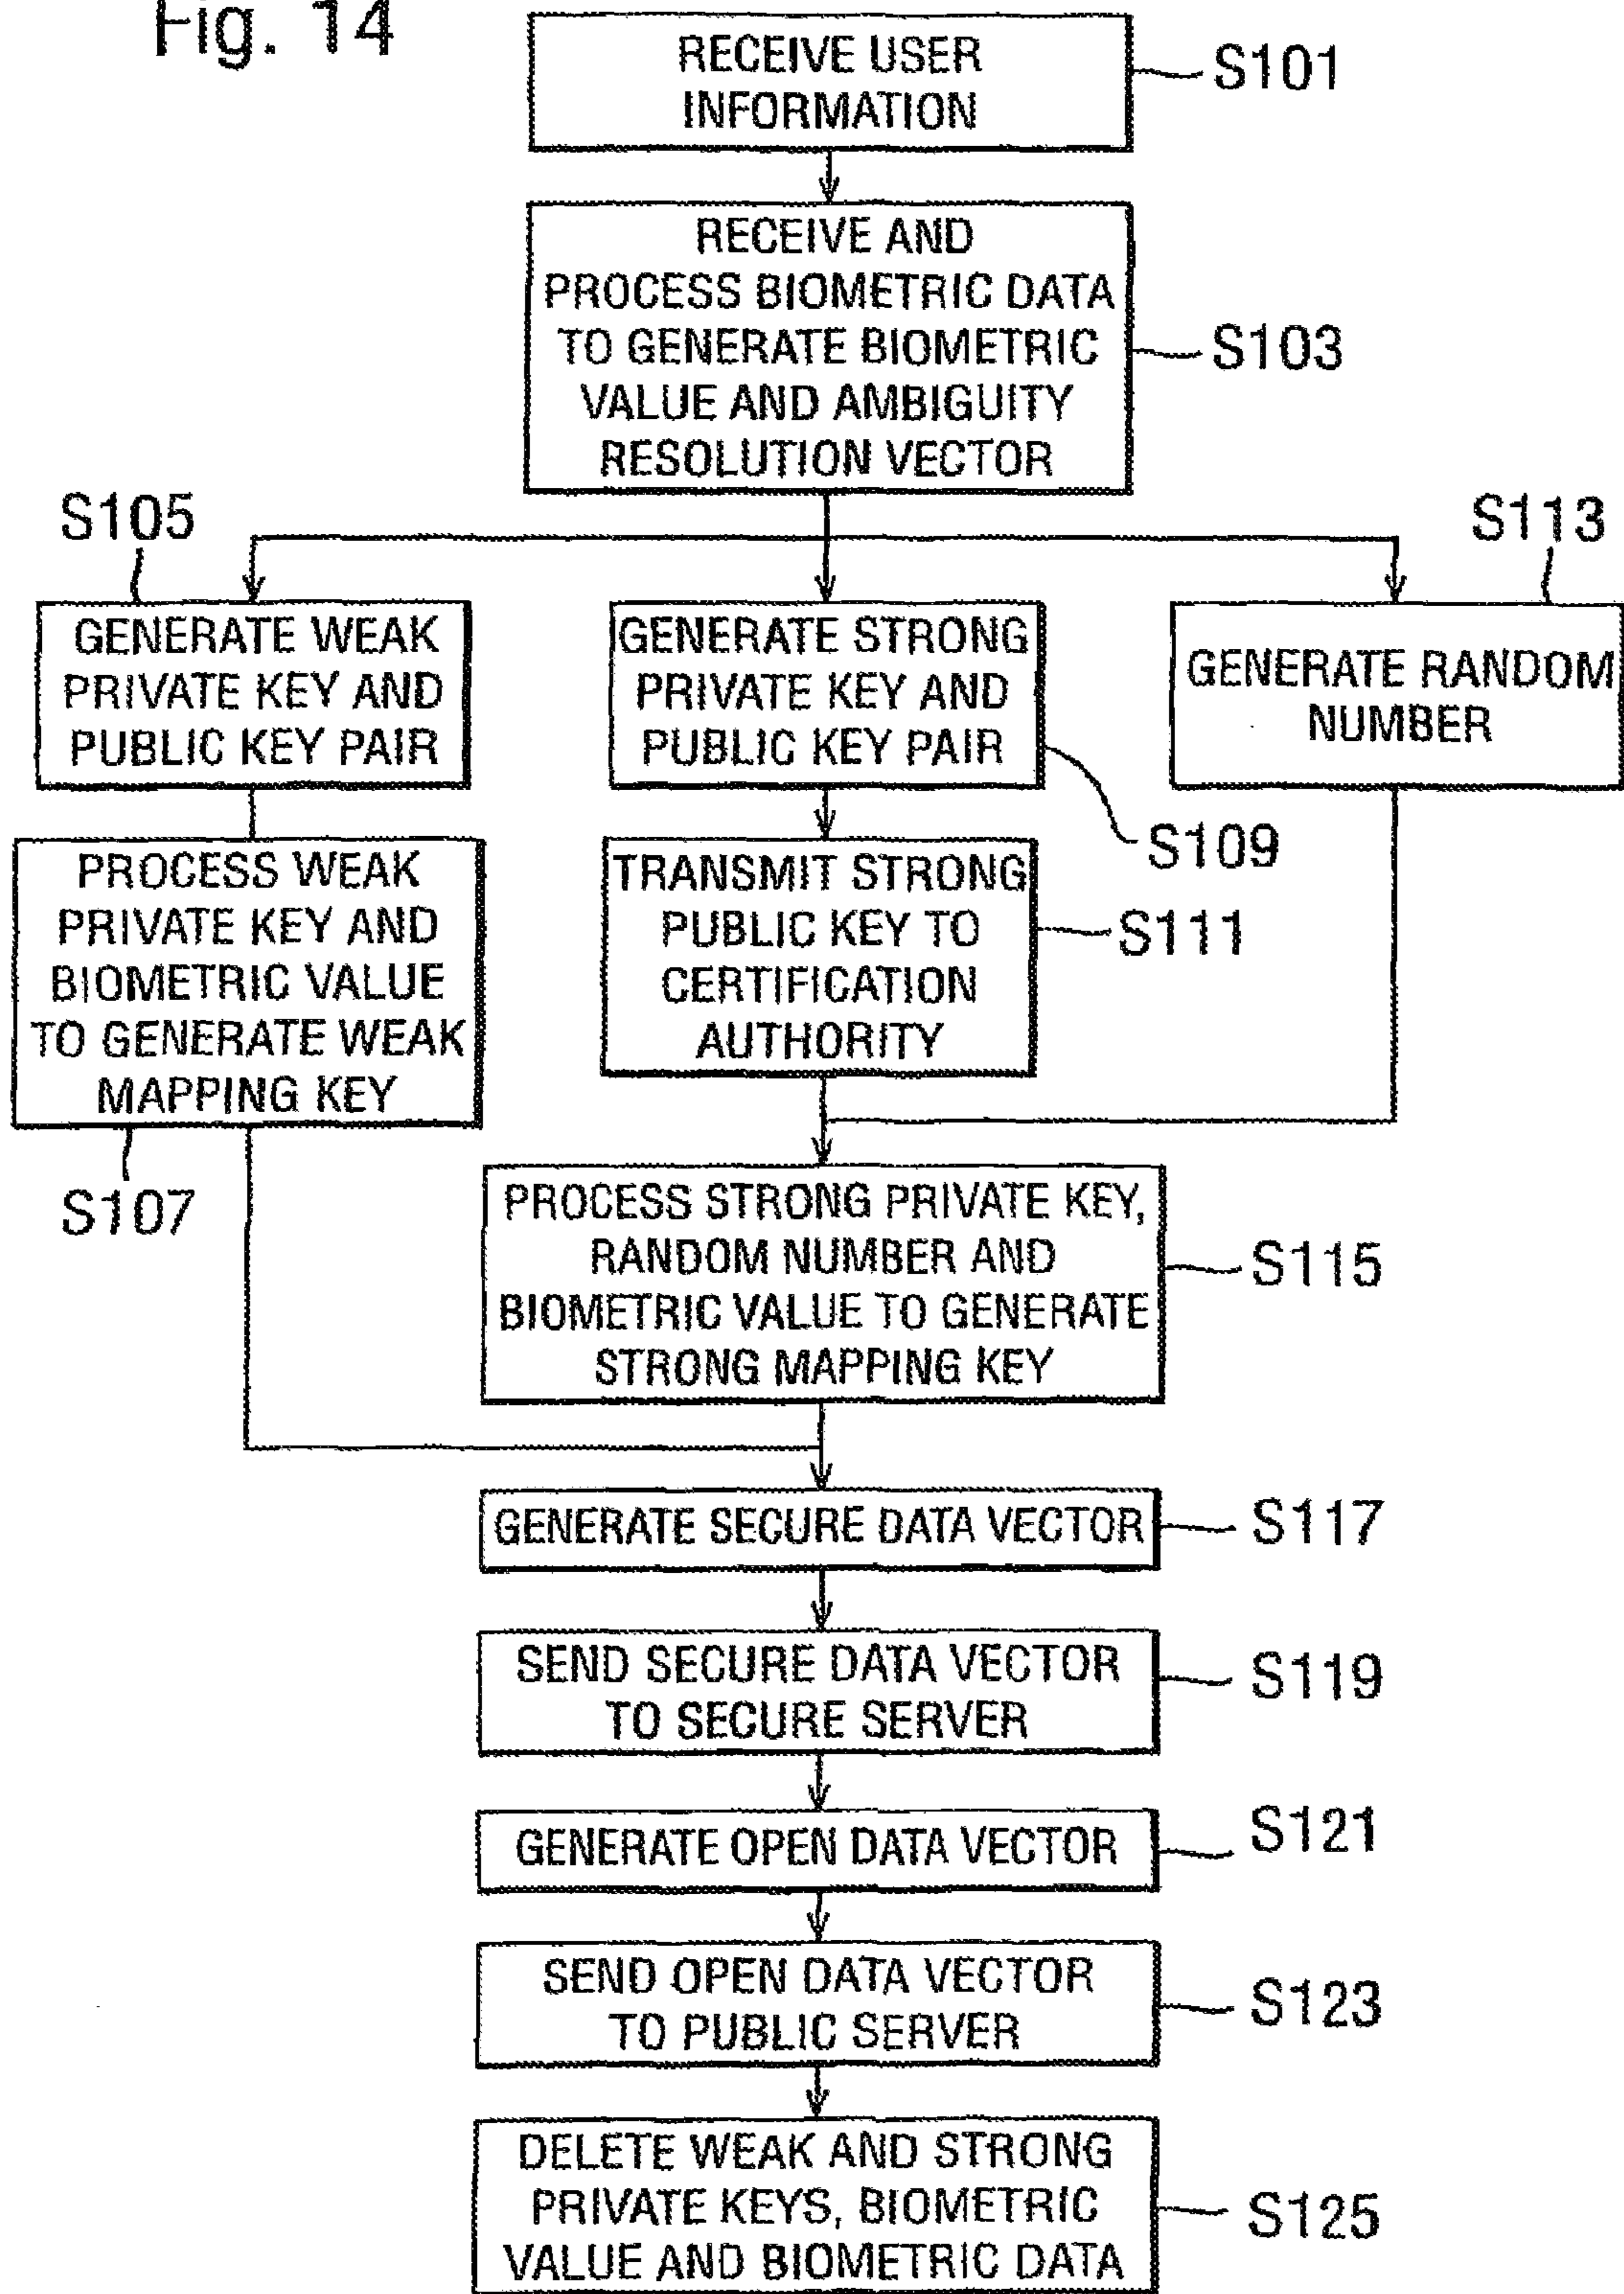 Fig. 14
RECEIVE USER
INFORMATION
S101
RECEIVE AND
PROCESS BIOMETRIC DATA
TO GENERATE BIOMETRIC
VALUE AND AMBIGUITY
RESOLUTION VECTOR
S103
S105
GENERATE WEAK
PRIVATE KEY AND
PUBLIC KEY PAIR
GENERATE STRONG
PRIVATE KEY AND
PUBLIC KEY PAIR
S109
S113
GENERATE RANDOM
NUMBER
PROCESS WEAK
PRIVATE KEY AND
BIOMETRIC VALUE
TO GENERATE WEAK
MAPPING KEY
S107
TRANSMIT STRONG
PUBLIC KEY TO
CERTIFICATION
AUTHORITY
S111
PROCESS STRONG PRIVATE KEY,
RANDOM NUMBER AND
BIOMETRIC VALUE TO GENERATE
STRONG MAPPING KEY
S115
GENERATE SECURE DATA VECTOR
S117
SEND SECURE DATA VECTOR
TO SECURE SERVER
S119
GENERATE OPEN DATA VECTOR
S121
SEND OPEN DATA VECTOR
TO PUBLIC SERVER
S123
DELETE WEAK AND STRONG
PRIVATE KEYS, BIOMETRIC
VALUE AND BIOMETRIC DATA
S125